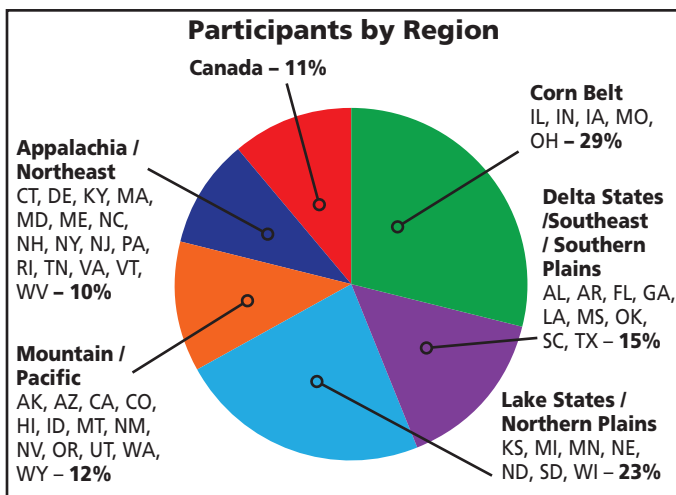 Participants by Region
Canada – 11%
Corn Belt
IL, IN, IA, MO,
OH – 29%
Appalachia /
Northeast
CT, DE, KY, MA,
MD, ME, NC,
NH, NY, NJ, PA,
RI, TN, VA, VT,
WV – 10%
Delta States
/Southeast
/ Southern
Plains
AL, AR, FL, GA,
LA, MS, OK,
SC, TX – 15%
Mountain /
Pacific
AK, AZ, CA, CO,
HI, ID, MT, NM,
NV, OR, UT, WA,
WY – 12%
Lake States /
Northern Plains
KS, MI, MN, NE,
ND, SD, WI – 23%